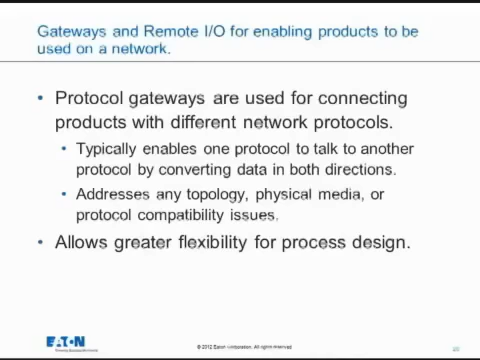 Gateways and Remote I/O for enabling products to be
used on a network.
• Protocol gateways are used for connecting
products with different network protocols.
• Typically enables one protocol to talk to another
protocol by converting data in both directions.
• Addresses any topology, physical media, or
protocol compatibility issues.
• Allows greater flexibility for process design.
EATON
© 2012 Eaton Corporation. All rights reserved